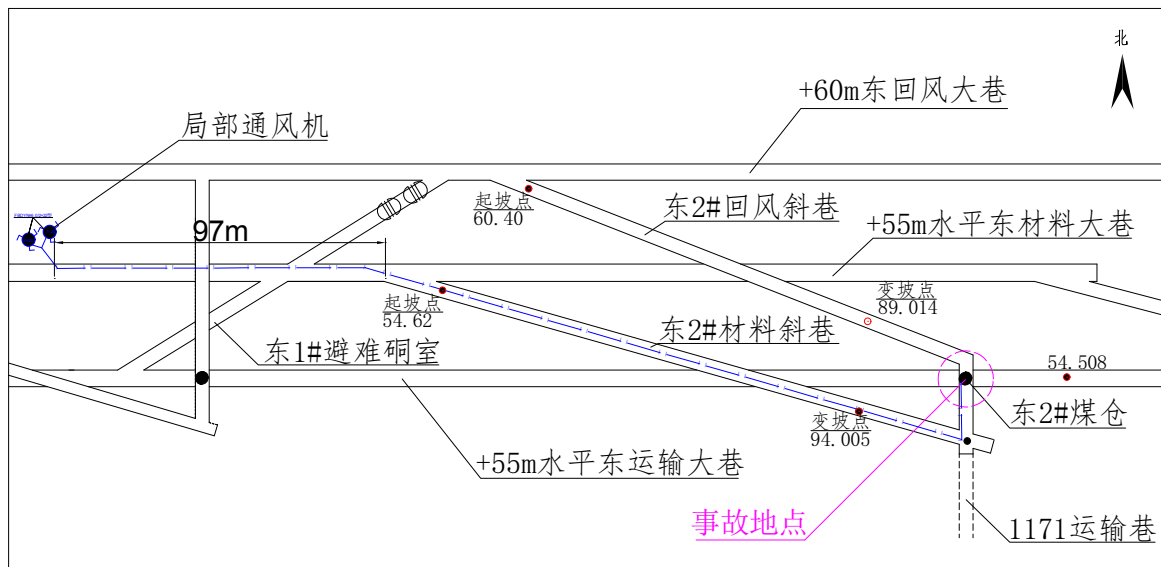 北
+60m东回风大巷
局部通风机
起坡点
60.40
东2#回风斜巷
+55m水平东材料大巷
97m
起坡点
54.62
变坡点
89.014
东2#材料斜巷
东1#避难硐室
54.508
变坡点
94.005
东2#煤仓
+55m水平东运输大巷
事故地点
1171运输巷